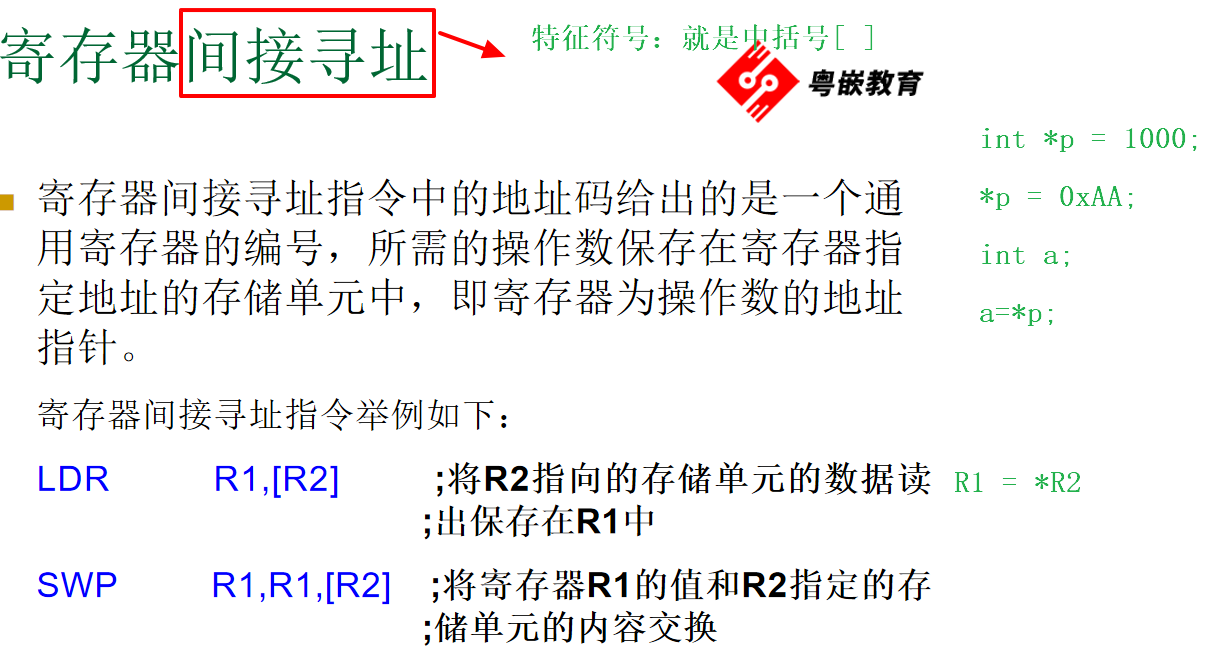 寄存器间接寻址
特征符号：就是中括号[ ]
粤嵌教育
int *p = 1000;
*p = 0xAA;
int a;
a=*p;
寄存器间接寻址指令中的地址码给出的是一个通
用寄存器的编号，所需的操作数保存在寄存器指
定地址的存储单元中，即寄存器为操作数的地址
指针。
寄存器间接寻址指令举例如下：
LDR R1,[R2] ;将R2指向的存储单元的数据读 R1 = *R2
;出保存在R1中
SWP R1,R1,[R2] ;将寄存器R1的值和R2指定的存
;储单元的内容交换